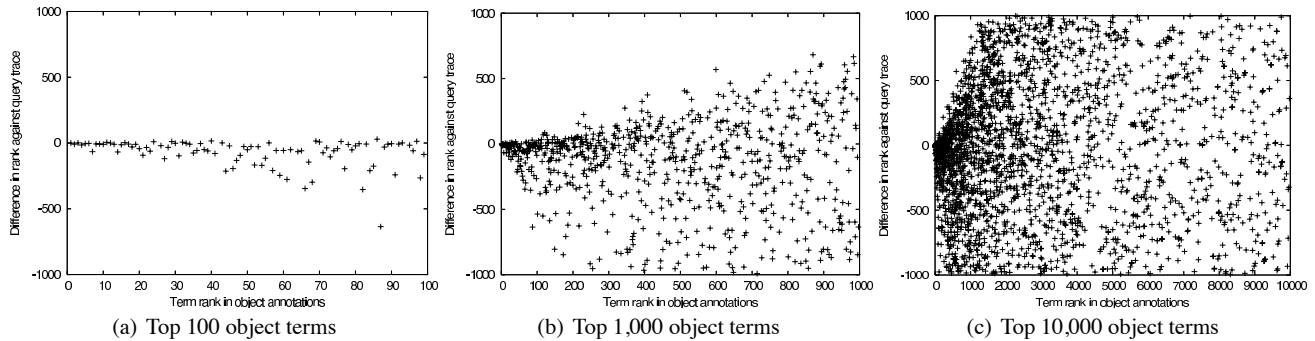 1000
500
0
-500
-1000
Difference in rank against query trace
0 10 20 30 40 50 60 70 80 90 100
Term rank in object annotations
(a) Top 100 object terms
1000
500
0
-500
-1000
Difference in rank against query trace
0 100 200 300 400 500 600 700 800 900 1000
Term rank in object annotations
(b) Top 1,000 object terms
1000
500
0
-500
-1000
Difference in rank against query trace
0 1000 2000 3000 4000 5000 6000 7000 8000 9000 10000
Term rank in object annotations
(c) Top 10,000 object terms